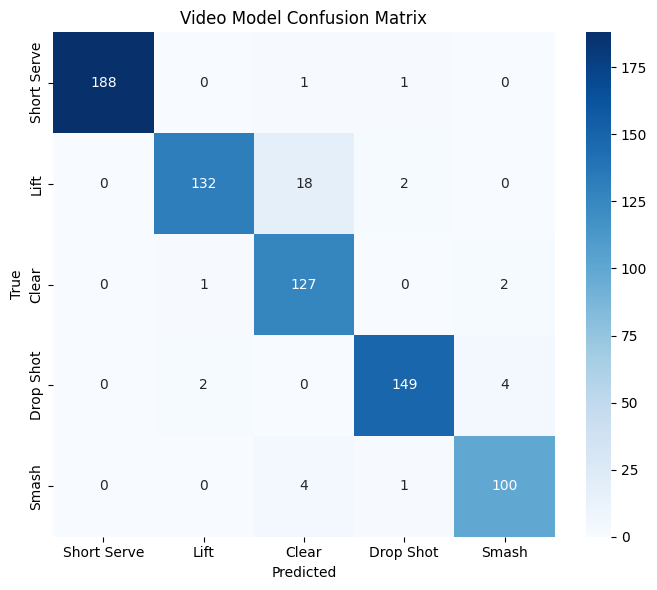 Video Model Confusion Matrix
True
Short Serve
188 0 1 1 0
Lift
0 132 18 2 0
Clear
0 1 127 0 2
Drop Shot
0 2 0 149 4
Smash
0 0 4 1 100
Short Serve Lift Clear Drop Shot Smash
Predicted
175
150
125
100
75
50
25
0